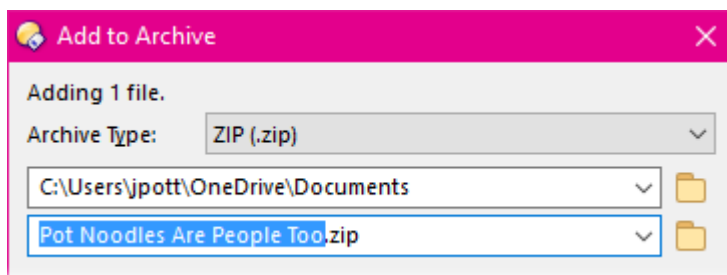 Add to Archive
Adding 1 file.
Archive Type: ZIP (.zip)
C:\Users\jpott\OneDrive\Documents
Pot Noodles Are People Too.zip